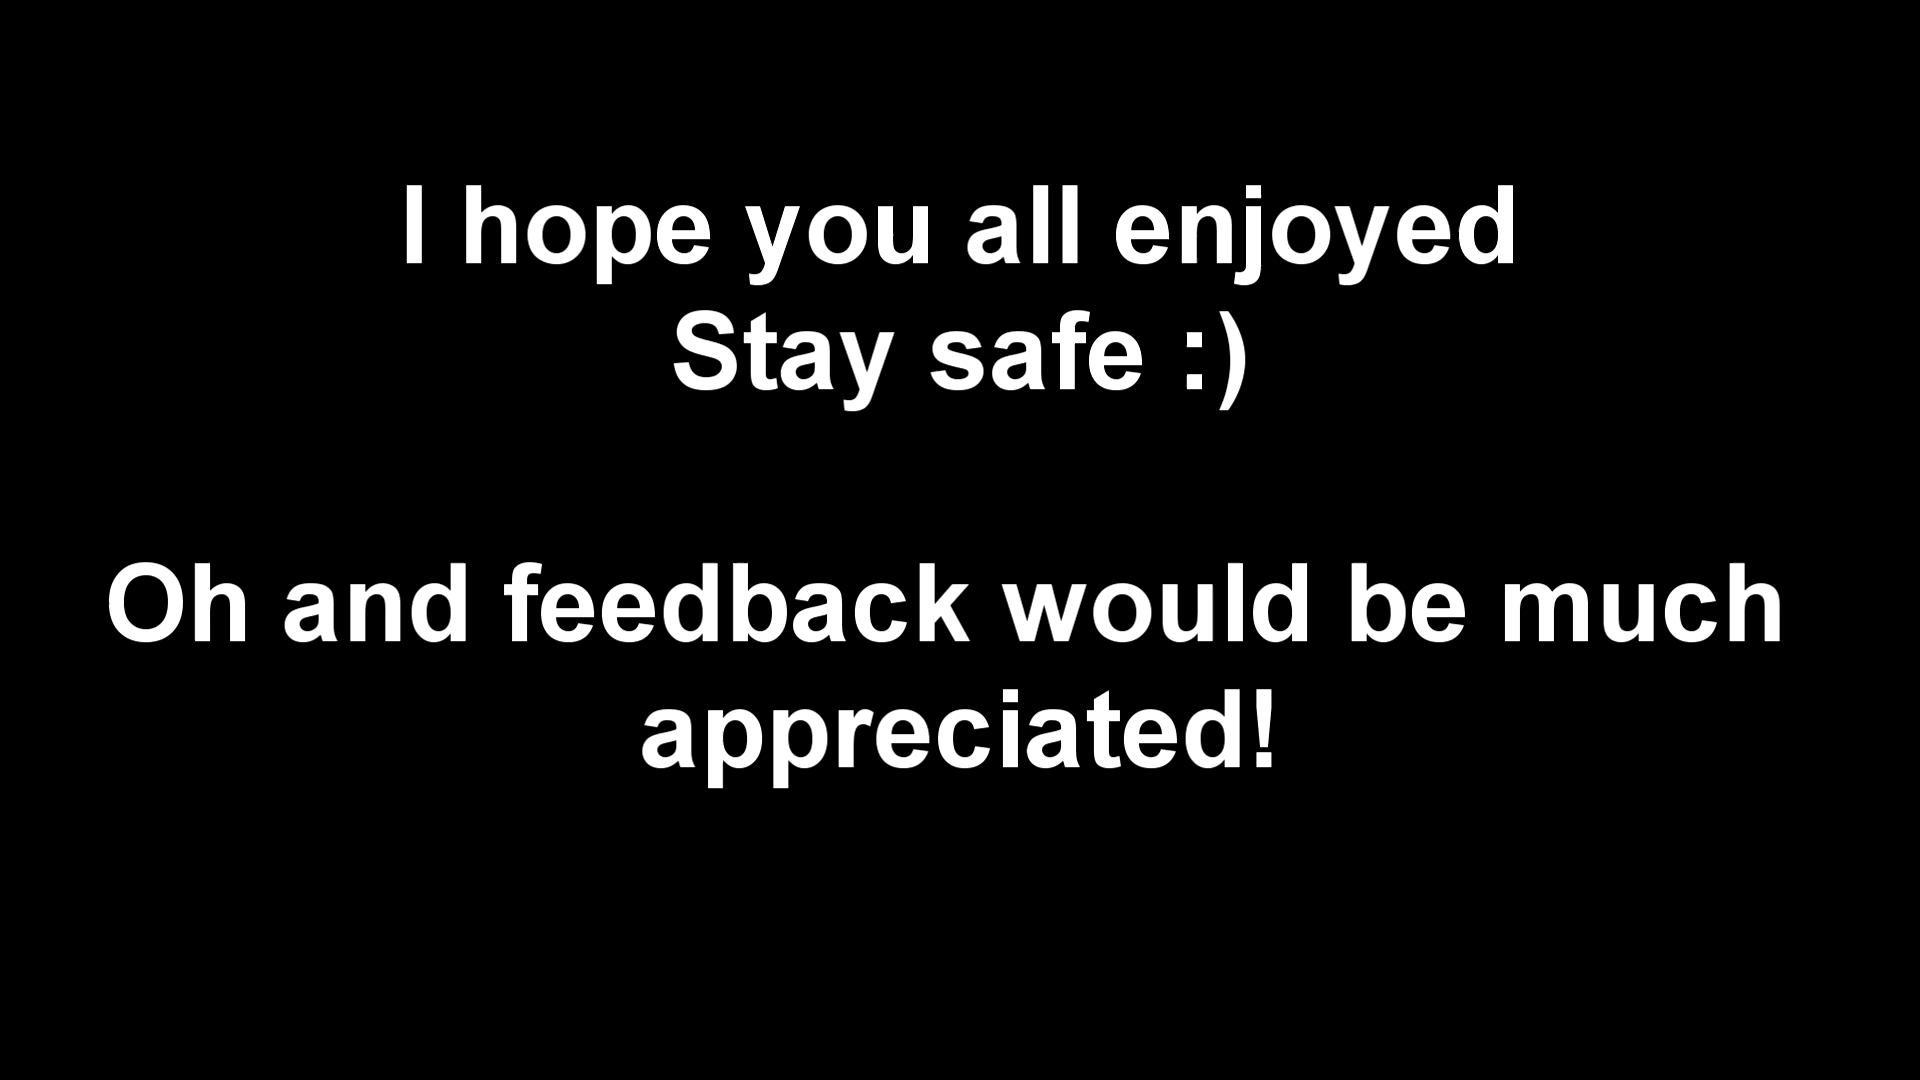 I hope you all enjoyed
Stay safe :)
Oh and feedback would be much
appreciated!